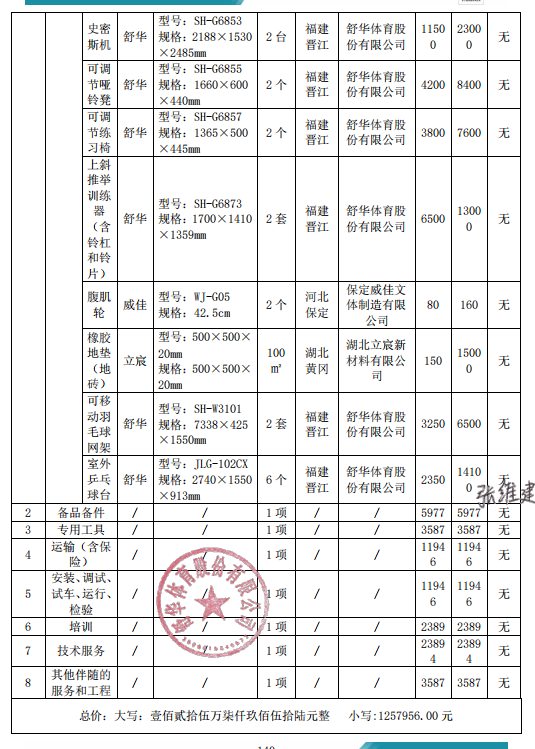 史密斯机 舒华 型号：SH-G6853 规格：2188×1530×2485mm 2 台 福建晋江 舒华体育股份有限公司 11500 23000 无
可调节哑铃凳 舒华 型号：SH-G6855 规格：1660×600×440mm 2 个 福建晋江 舒华体育股份有限公司 4200 8400 无
可调节练习椅 舒华 型号：SH-G6857 规格：1365×500×445mm 2 个 福建晋江 舒华体育股份有限公司 3800 7600 无
上斜推举训练器（含铃杠和铃片） 舒华 型号：SH-G6873 规格：1700×1410×1359mm 2 套 福建晋江 舒华体育股份有限公司 6500 13000 无
腹肌轮 威佳 型号：WJ-G05 规格：42.5cm 2 个 河北保定 保定威佳文体制造有限公司 80 160 无
橡胶地垫（地砖） 立宸 型号：500×500×20mm 规格：500×500×20mm 100㎡ 湖北黄冈 湖北立宸新材料有限公司 150 15000 无
可移动羽毛球网架 舒华 型号：SH-W3101 规格：7338×425×1550mm 2 套 福建晋江 舒华体育股份有限公司 3250 6500 无
室外乒乓球台 舒华 型号：JLG-102CX 规格：2740×1550×913mm 6 个 福建晋江 舒华体育股份有限公司 2350 14100 无
张维建
2 备品备件 / / 1 项 / / 5977 5977 无
3 专用工具 / / 1 项 / / 3587 3587 无
4 运输（含保险） / / 1 项 / / 11946 11946 无
5 安装、调试、试车、运行、检验 / / 1 项 / / 11946 11946 无
6 培训 / / 1 项 / / 2389 2389 无
7 技术服务 / / 1 项 / / 23894 23894 无
8 其他伴随的服务和工程 / / 1 项 / / 3587 3587 无
舒华体育股份有限公司
总价：大写：壹佰贰拾伍万柒仟玖佰伍拾陆元整 小写：1257956.00 元